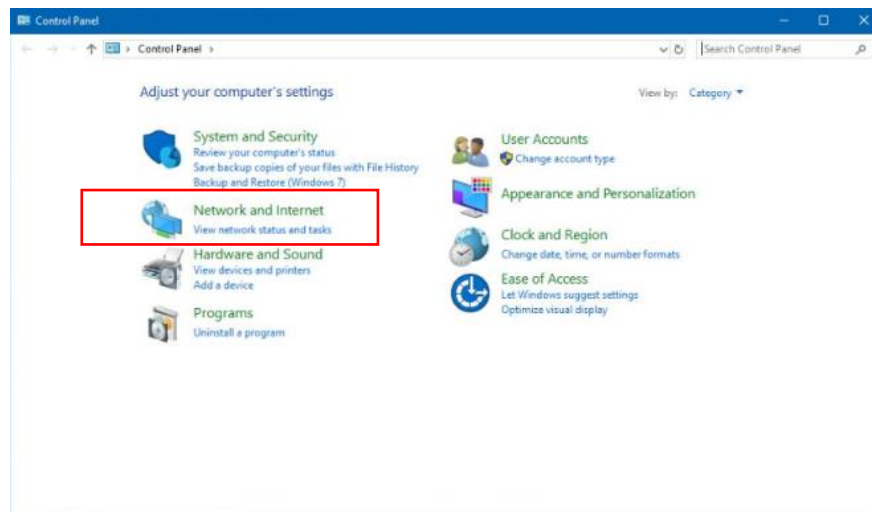 Control Panel
Control Panel
Search Control Panel
Adjust your computer's settings
View by: Category
System and Security
Review your computer's status
Save backup copies of your files with File History
Backup and Restore (Windows 7)
Network and Internet
View network status and tasks
Hardware and Sound
View devices and printers
Add a device
Programs
Uninstall a program
User Accounts
Change account type
Appearance and Personalization
Clock and Region
Change date, time, or number formats
Ease of Access
Let Windows suggest settings
Optimize visual display